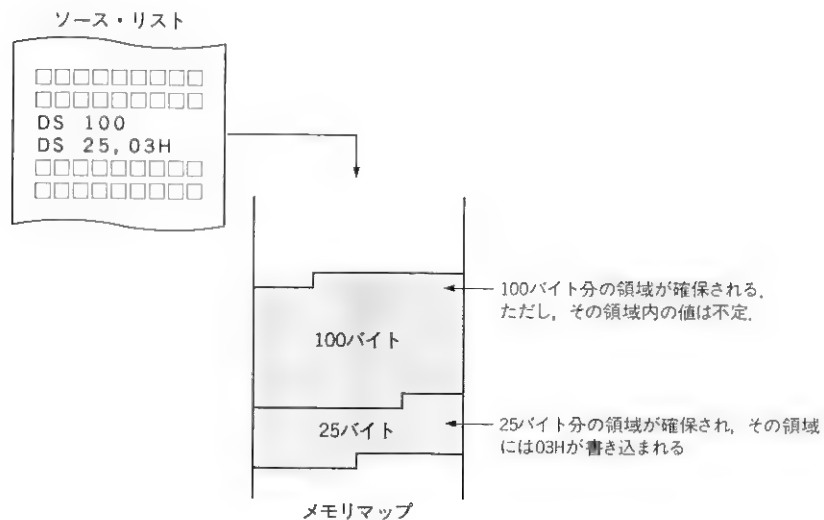 ソース・リスト
□□□□□□□□□
□□□□□□□□□
DS 100
DS 25,03H
□□□□□□□□□
□□□□□□□□□
100バイト分の領域が確保される.
ただし，その領域内の値は不定.
100バイト
25バイト
25バイト分の領域が確保され，その領域
には03Hが書き込まれる
メモリマップ